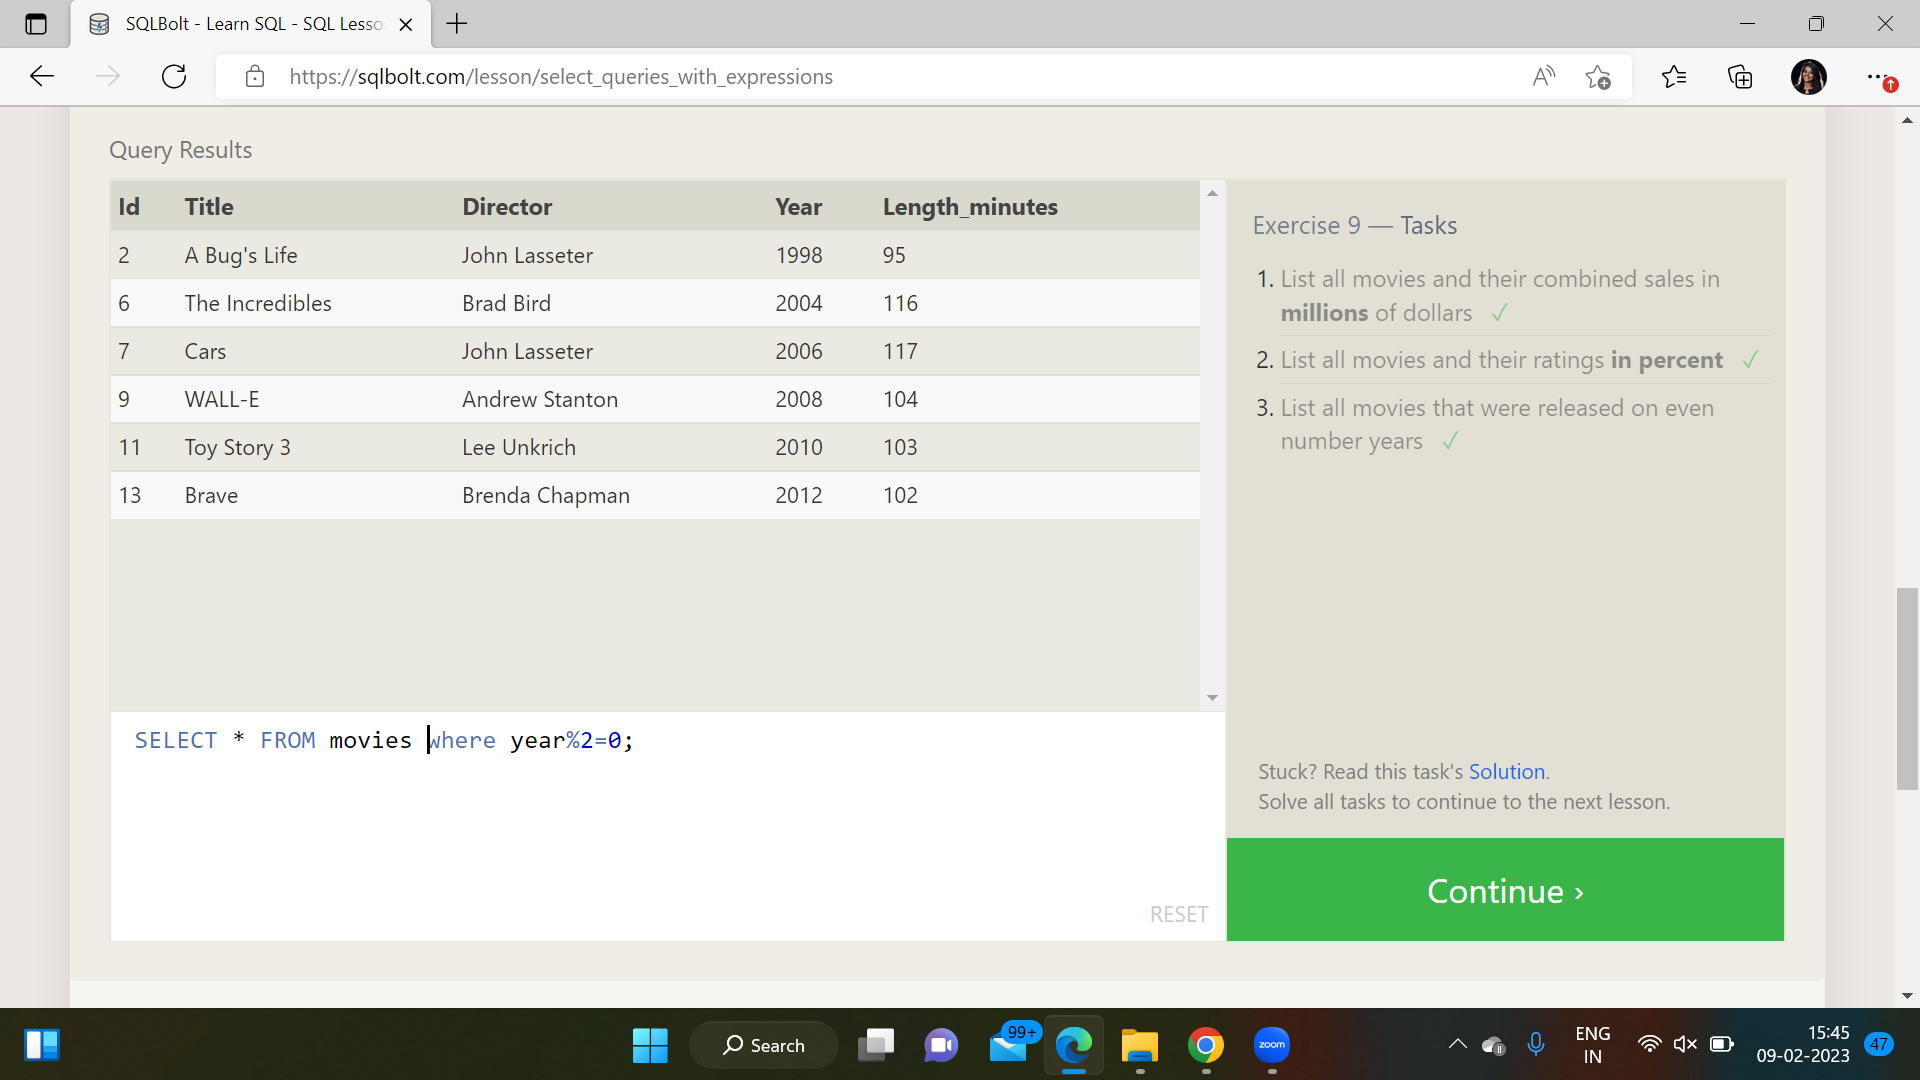 SQLBolt - Learn SQL - SQL Lesso
https://sqlbolt.com/lesson/select_queries_with_expressions
Query Results
Id Title Director Year Length_minutes
2 A Bug's Life John Lasseter 1998 95
6 The Incredibles Brad Bird 2004 116
7 Cars John Lasseter 2006 117
9 WALL-E Andrew Stanton 2008 104
11 Toy Story 3 Lee Unkrich 2010 103
13 Brave Brenda Chapman 2012 102
Exercise 9 — Tasks
1. List all movies and their combined sales in
millions of dollars ✓
2. List all movies and their ratings in percent ✓
3. List all movies that were released on even
number years ✓
SELECT * FROM movies where year%2=0;
RESET
Stuck? Read this task's Solution.
Solve all tasks to continue to the next lesson.
Continue ›
Search
99+
zoom
ENG
IN
15:45
09-02-2023
47